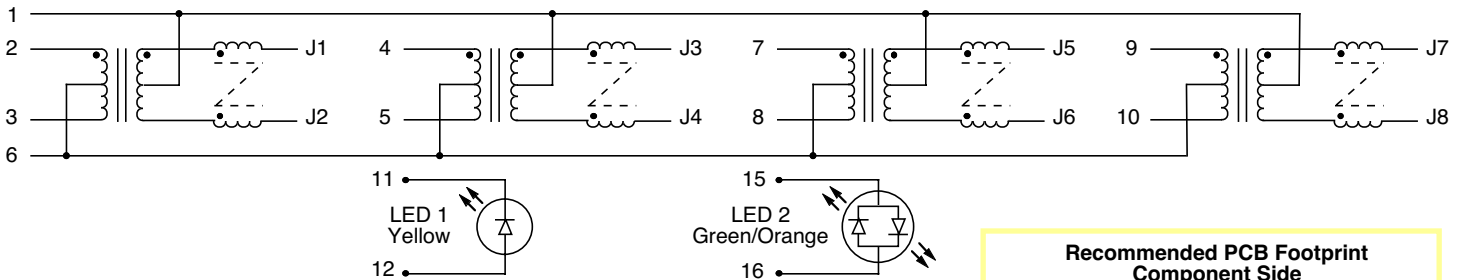 1
2 J1 4 J3 7 J5 9 J7
3 J2 5 J4 8 J6 10 J8
6
11 15
LED 1 LED 2
Yellow Green/Orange
12 16
Recommended PCB Footprint
Component Side